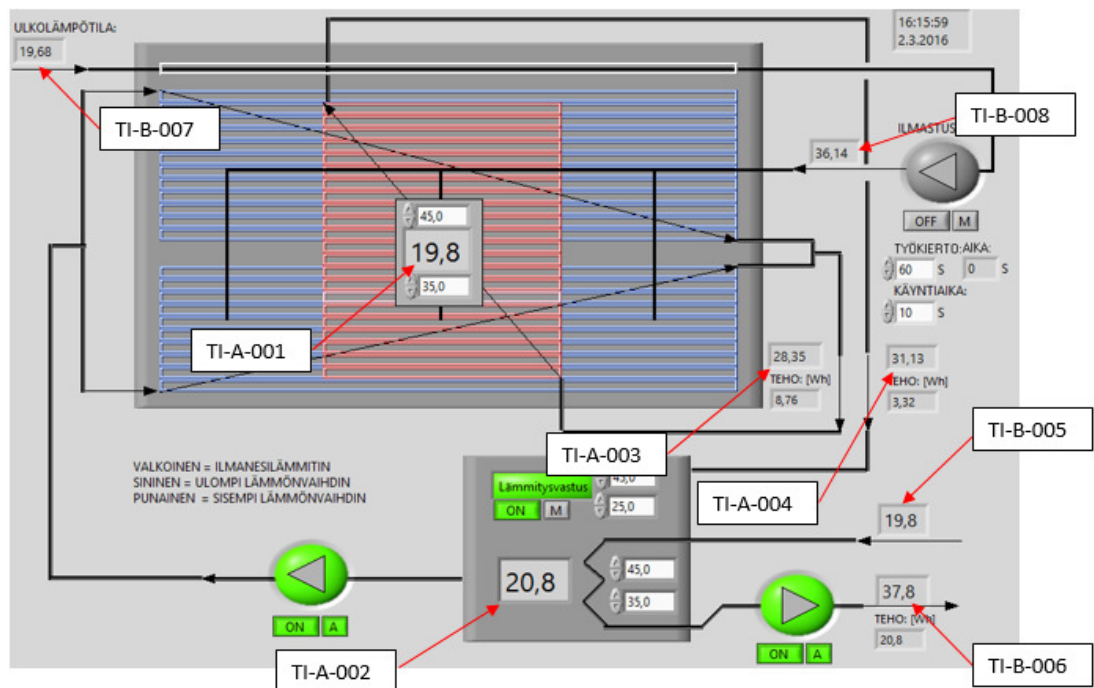 ULKOLÄMPÖTILA:
19,68
16:15:59
2.3.2016
TI-B-007
TI-B-008
ILMASTUS
36,14
OFF M
TYÖKIERTO: AIKA:
60 S 0 S
KÄYNTIAIKA:
10 S
45,0
19,8
35,0
TI-A-001
28,35
TEHO: [Wh]
8,76
31,13
TEHO: [Wh]
3,32
TI-A-003
TI-B-005
TI-A-004
19,8
VALKOINEN = ILMANESILÄMMITIN
SININEN = ULOMPI LÄMMÖNVAIHDIN
PUNAINEN = SISEMPI LÄMMÖNVAIHDIN
Lämmitysvastus
ON M
45,0
25,0
20,8
45,0
35,0
37,8
TEHO: [Wh]
20,8
ON A
ON A
TI-A-002
TI-B-006